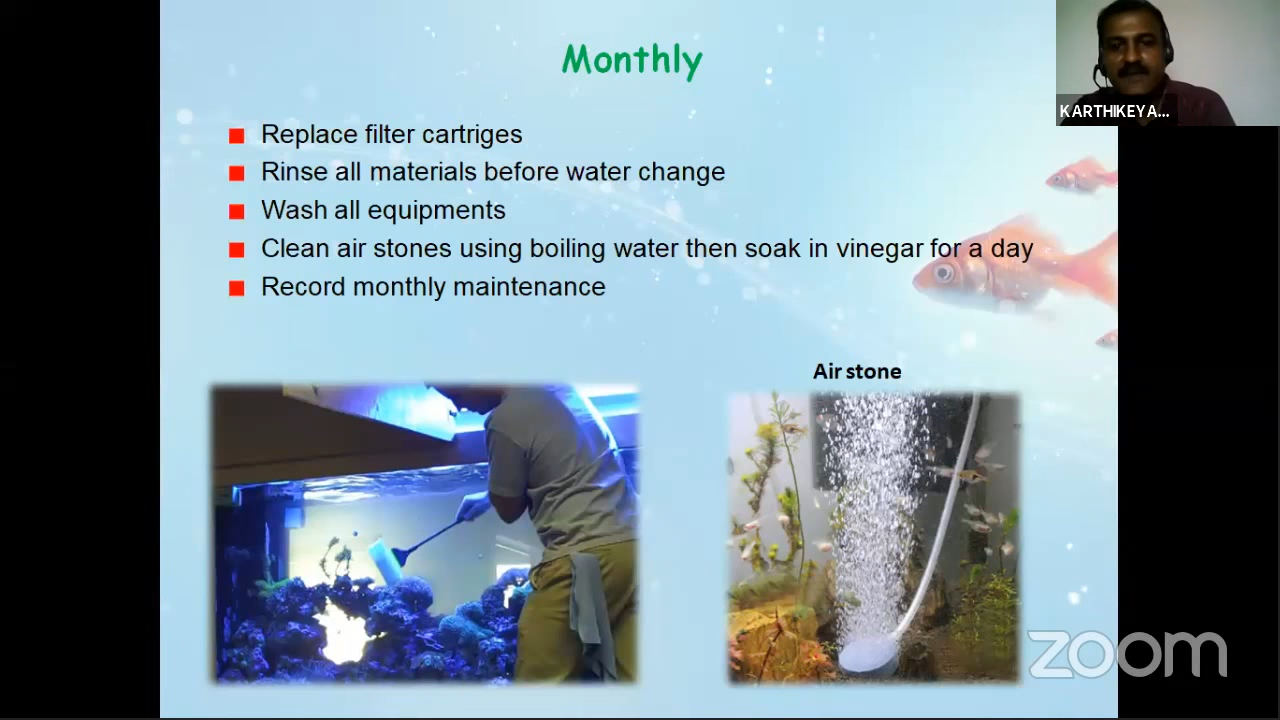 Monthly
KARTHIKEYA...
Replace filter cartriges
Rinse all materials before water change
Wash all equipments
Clean air stones using boiling water then soak in vinegar for a day
Record monthly maintenance
Air stone
zoom